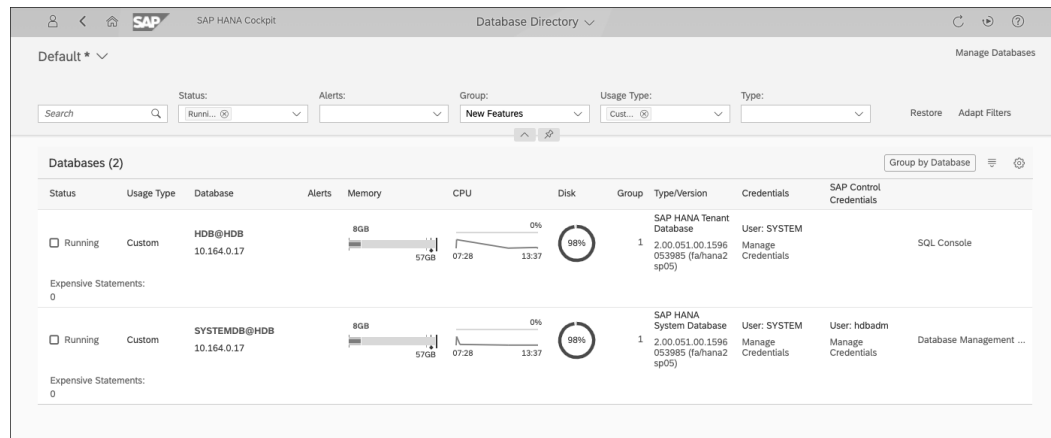 SAP SAP HANA Cockpit Database Directory
Default * Manage Databases
Status: Alerts: Group: Usage Type: Type:
Search Runni... New Features Cust... Restore Adapt Filters
Databases (2) Group by Database
Status Usage Type Database Alerts Memory CPU Disk Group Type/Version Credentials SAP Control
Credentials
Running Custom HDB@HDB
10.164.0.17
8GB
57GB
0%
07:28 13:37
98%
1
SAP HANA Tenant
Database
2.00.051.00.1596
053985 (fa/hana2
sp05)
User: SYSTEM
Manage
Credentials
SQL Console
Expensive Statements:
0
Running Custom SYSTEMDB@HDB
10.164.0.17
8GB
57GB
0%
07:28 13:37
98%
1
SAP HANA
System Database
2.00.051.00.1596
053985 (fa/hana2
sp05)
User: SYSTEM
Manage
Credentials
User: hdbadm
Manage
Credentials
Database Management ...
Expensive Statements:
0